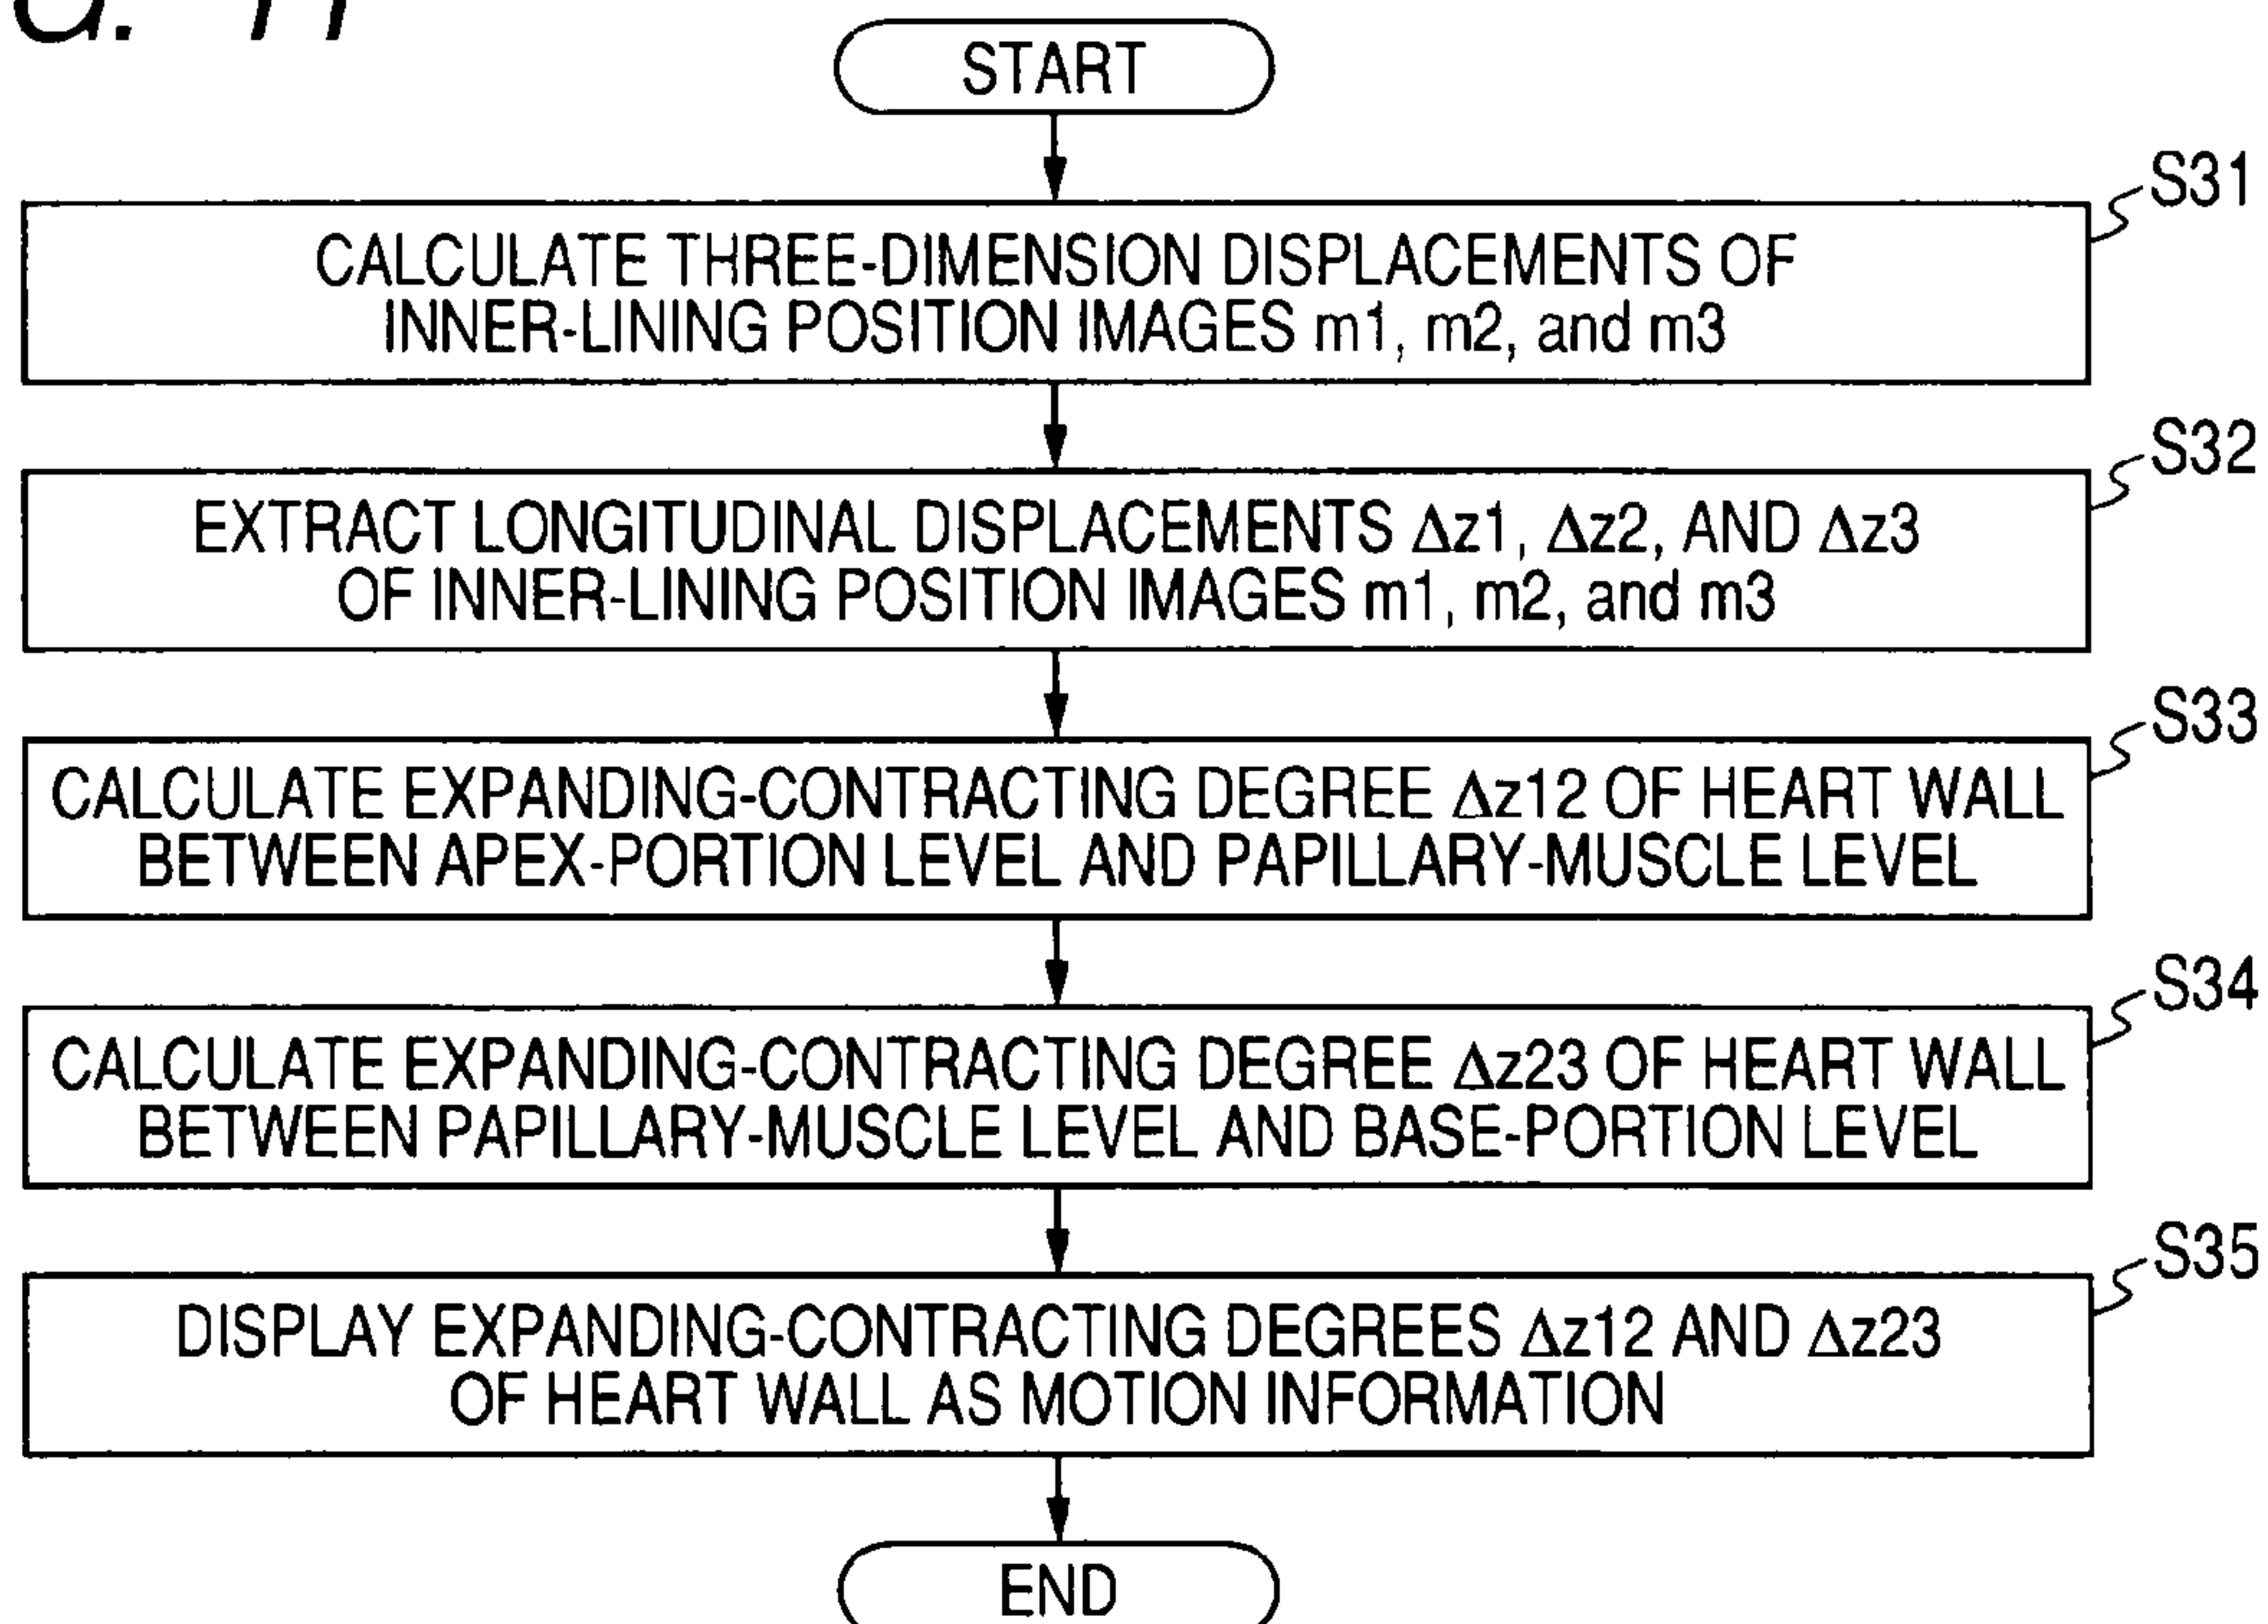 START
S31
CALCULATE THREE-DIMENSION DISPLACEMENTS OF
INNER-LINING POSITION IMAGES m1, m2, and m3
S32
EXTRACT LONGITUDINAL DISPLACEMENTS Δz1, Δz2, AND Δz3
OF INNER-LINING POSITION IMAGES m1, m2, and m3
S33
CALCULATE EXPANDING-CONTRACTING DEGREE Δz12 OF HEART WALL
BETWEEN APEX-PORTION LEVEL AND PAPILLARY-MUSCLE LEVEL
S34
CALCULATE EXPANDING-CONTRACTING DEGREE Δz23 OF HEART WALL
BETWEEN PAPILLARY-MUSCLE LEVEL AND BASE-PORTION LEVEL
S35
DISPLAY EXPANDING-CONTRACTING DEGREES Δz12 AND Δz23
OF HEART WALL AS MOTION INFORMATION
END